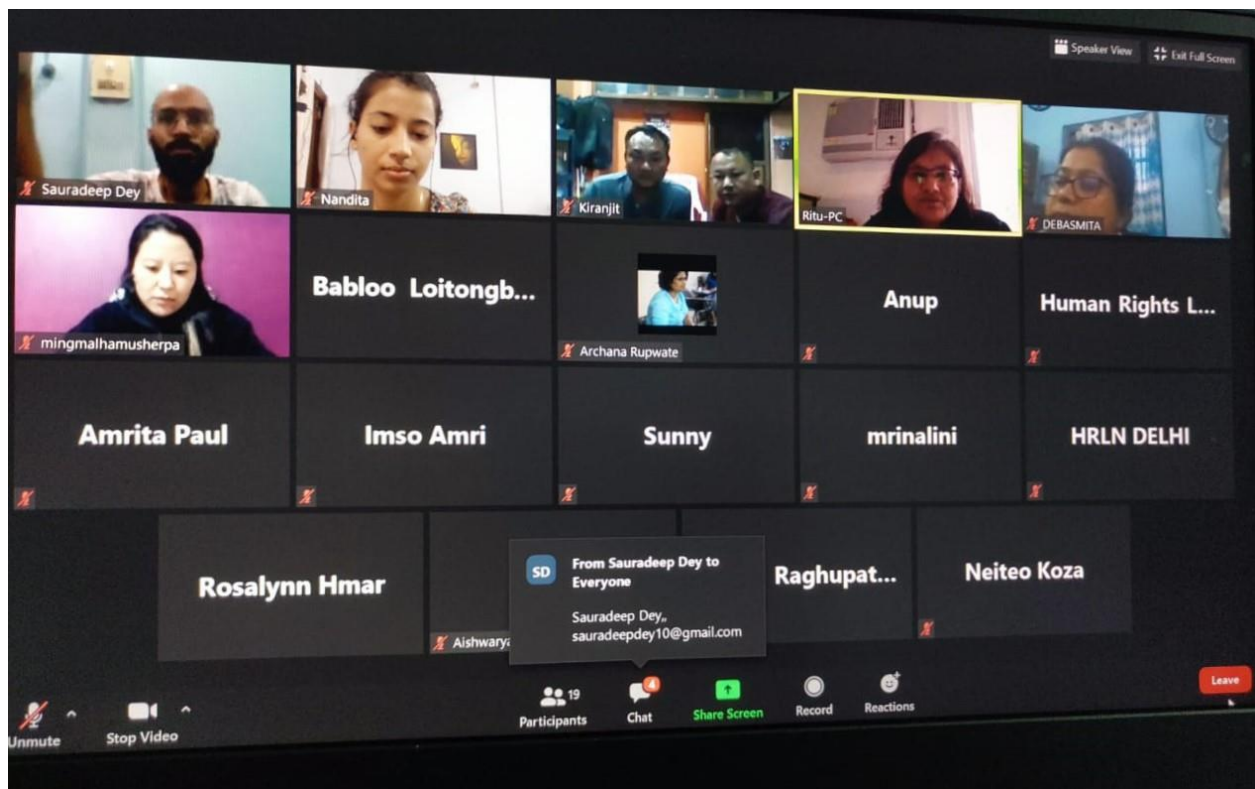 Speaker View
Exit Full Screen
Sauradeep Dey
Nandita
Kiranjit
Ritu-PC
DEBASMITA
mingmalhamusherpa
Babloo Loitongb...
Archana Rupwate
Anup
Human Rights L...
Amrita Paul
Imso Amri
Sunny
mrinalini
HRLN DELHI
Rosalynn Hmar
Aishwarya
SD
From Sauradeep Dey to
Everyone
Sauradeep Dey,,
sauradeepdey10@gmail.com
Raghupat...
Neiteo Koza
Unmute
Stop Video
19
Participants
4
Chat
Share Screen
Record
Reactions
Leave